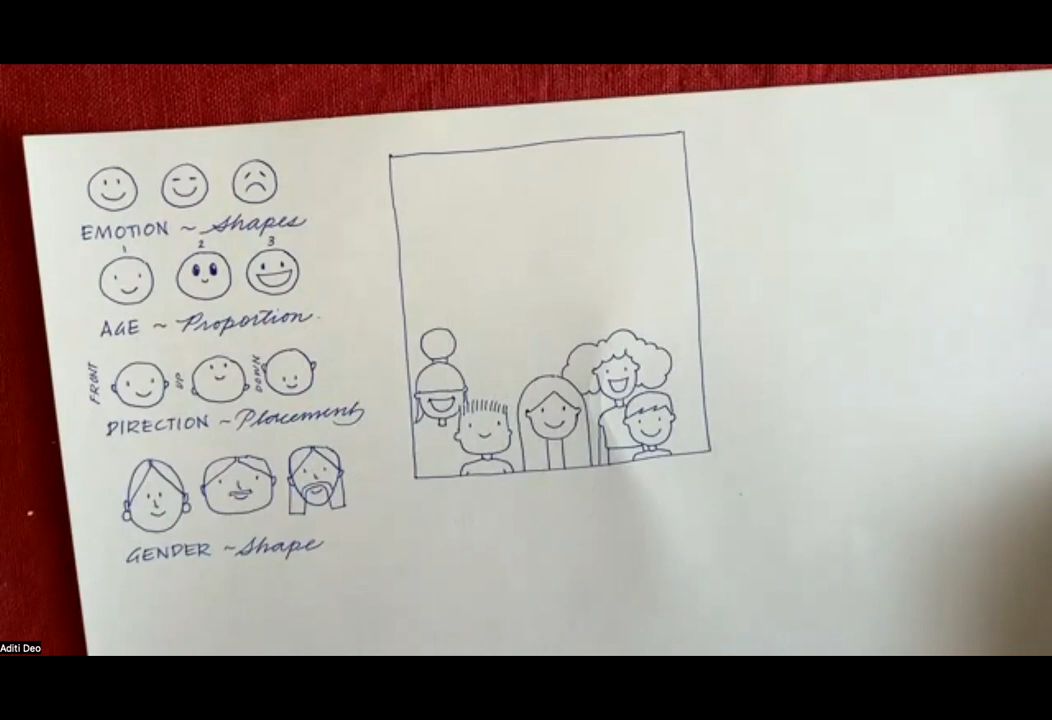 EMOTION ~ Shapes
1 2 3
AGE ~ Proportion.
FRONT UP DOWN
DIRECTION ~ Placement
GENDER ~ Shape
Aditi Deo